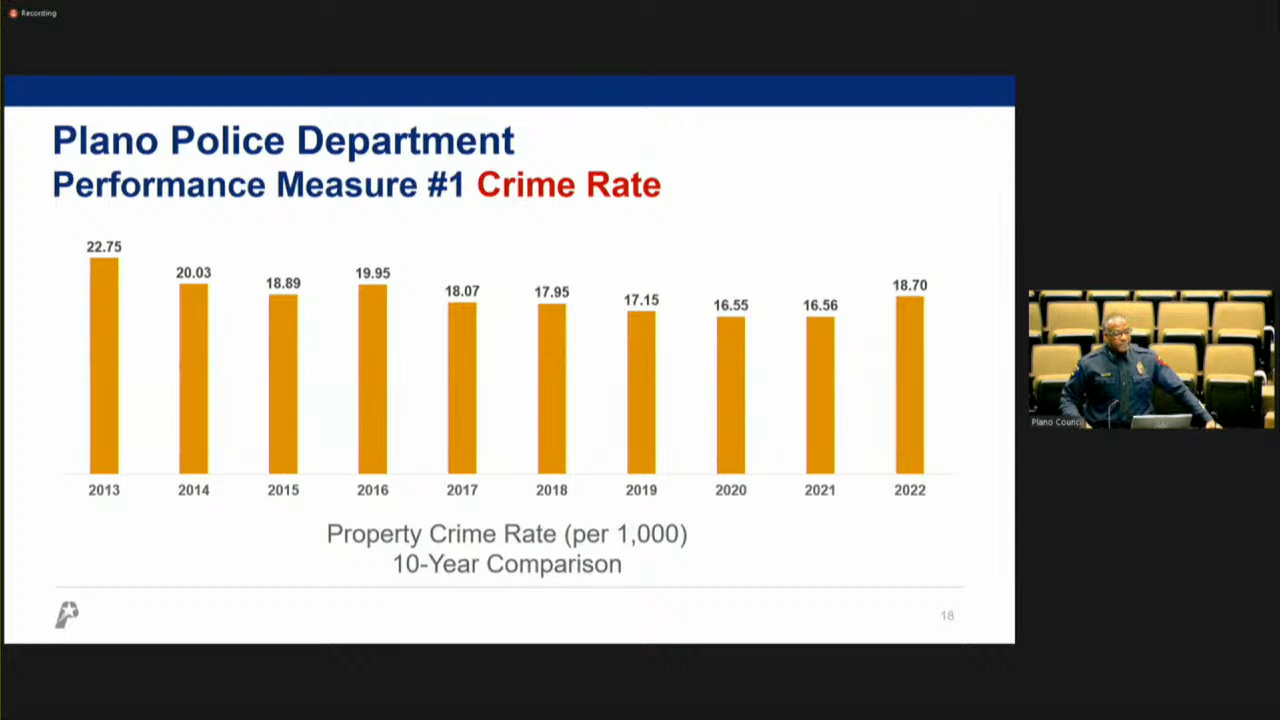 Recording
Plano Police Department
Performance Measure #1 Crime Rate
22.75
20.03
18.89
19.95
18.07
17.95
17.15
16.55
16.56
18.70
2013 2014 2015 2016 2017 2018 2019 2020 2021 2022
Property Crime Rate (per 1,000)
10-Year Comparison
18
Plano Council